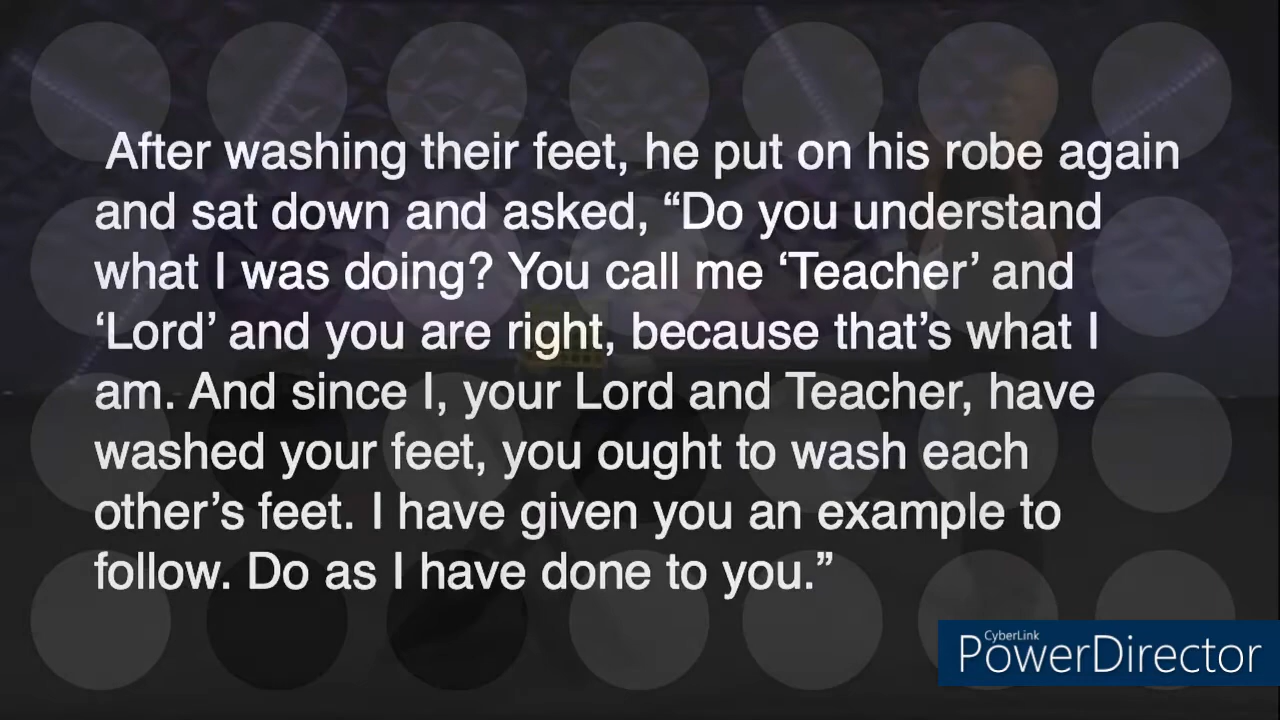 After washing their feet, he put on his robe again
and sat down and asked, “Do you understand
what I was doing? You call me ‘Teacher’ and
‘Lord’ and you are right, because that’s what I
am. And since I, your Lord and Teacher, have
washed your feet, you ought to wash each
other’s feet. I have given you an example to
follow. Do as I have done to you.”
CyberLink
PowerDirector